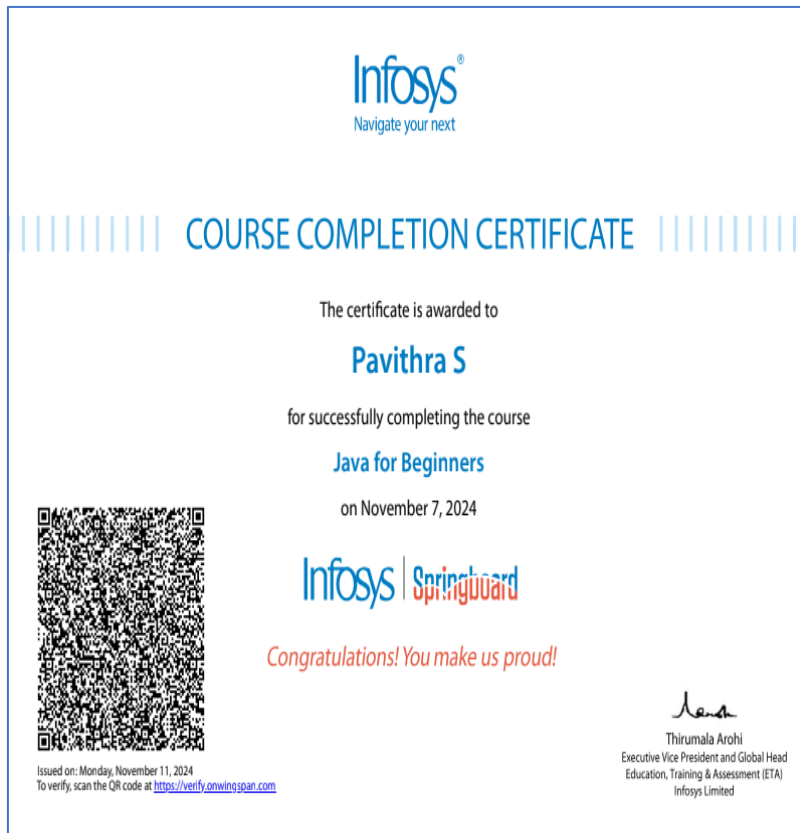 Infosys®
Navigate your next
COURSE COMPLETION CERTIFICATE
The certificate is awarded to
Pavithra S
for successfully completing the course
Java for Beginners
on November 7, 2024
Infosys | Springboard
Congratulations! You make us proud!
Issued on: Monday, November 11, 2024
To verify, scan the QR code at https://verify.onwingspan.com
Thirumala Arohi
Executive Vice President and Global Head
Education, Training & Assessment (ETA)
Infosys Limited